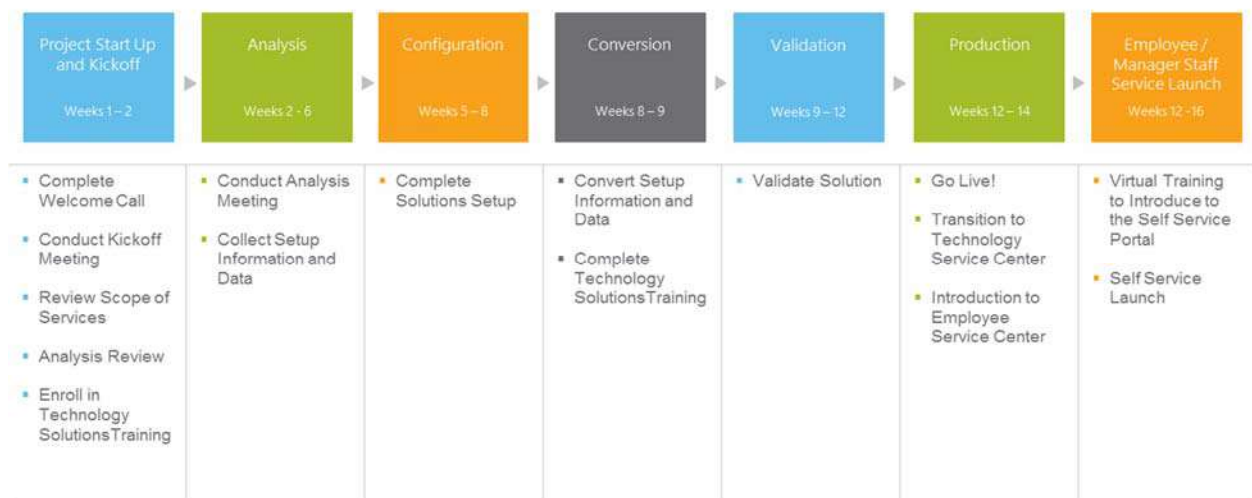 Project Start Up
and Kickoff
Weeks 1 – 2
Analysis
Weeks 2 - 6
Configuration
Weeks 5 – 8
Conversion
Weeks 8 – 9
Validation
Weeks 9 – 12
Production
Weeks 12 – 14
Employee /
Manager Staff
Service Launch
Weeks 12 -16
▪ Complete
Welcome Call
▪ Conduct Kickoff
Meeting
▪ Review Scope of
Services
▪ Analysis Review
▪ Enroll in
Technology
Solutions Training
▪ Conduct Analysis
Meeting
▪ Collect Setup
Information and
Data
▪ Complete
Solutions Setup
▪ Convert Setup
Information and
Data
▪ Complete
Technology
Solutions Training
▪ Validate Solution
▪ Go Live!
▪ Transition to
Technology
Service Center
▪ Introduction to
Employee
Service Center
▪ Virtual Training
to Introduce to
the Self Service
Portal
▪ Self Service
Launch